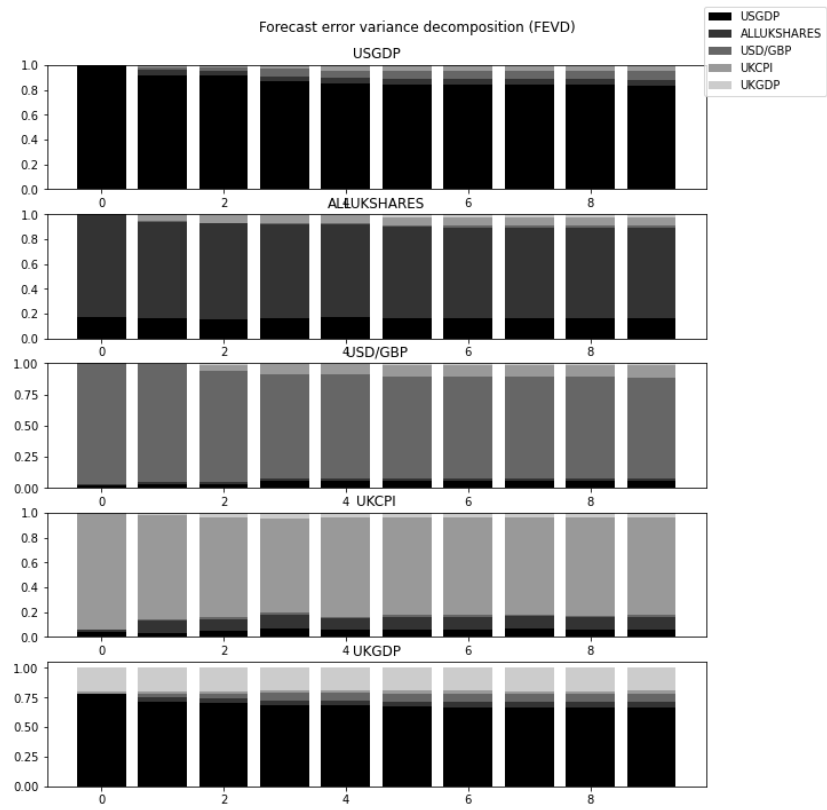 Forecast error variance decomposition (FEVD)
USGDP
ALLUKSHARES
USD/GBP
UKCPI
UKGDP
USGDP
1.0
0.8
0.6
0.4
0.2
0.0
0 2 4 6 8
ALLUKSHARES
1.0
0.8
0.6
0.4
0.2
0.0
0 2 4 6 8
USD/GBP
1.00
0.75
0.50
0.25
0.00
0 2 4 6 8
UKCPI
1.0
0.8
0.6
0.4
0.2
0.0
0 2 4 6 8
UKGDP
1.00
0.75
0.50
0.25
0.00
0 2 4 6 8